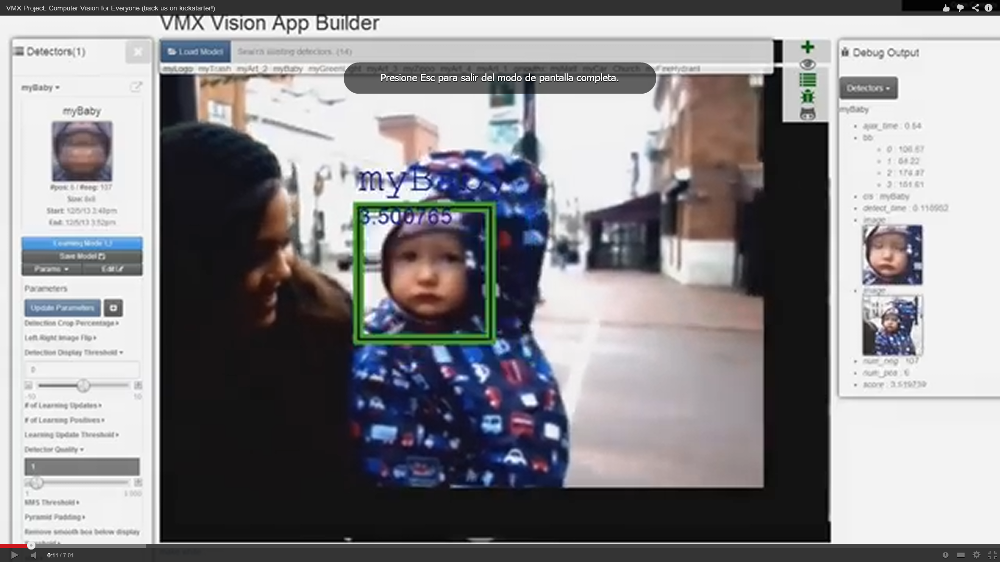 VMX Project: Computer Vision for Everyone (back us on kickstarter!)
VMX Vision App Builder
Detectors(1)
myBaby
myBaby
#pos: 6 / #neg: 107
Size: 8x8
Start: 12/5/13 3:48pm
End: 12/5/13 3:52pm
Learning Mode
Save Model
Params
Edit
Parameters
Update Parameters
Detection Crop Percentage
Left-Right Image Flip
Detection Display Threshold
0
-10 10
# of Learning Updates
# of Learning Positives
Learning Update Threshold
Detector Quality
1
1
NMS Threshold
Pyramid Padding
Remove smooth box below display
Load Model
Search existing detectors. (14)
myLogo myTrash myArt_2 myBaby myGreenLight myArt_3 myZippo myArt_4 myArt_1 myMatt myCar Church myFireHydrant
Presione Esc para salir del modo de pantalla completa.
myBaby
3.500765
Debug Output
Detectors
myBaby
ajax_time : 0.54
bb
0 : 106.67
1 :
2 : 174.87
3 : 161.61
cls : myBaby
detect_time : 0.110902
image
image
num_neg : 107
num_pos : 6
score : 3.519739
0:11 / 7:01